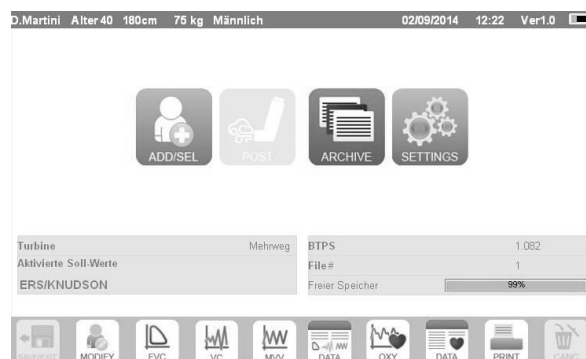 D.Martini Alter 40 180cm 75 kg Männlich 02/09/2014 12:22 Ver1.0
ADD/SEL POST ARCHIVE SETTINGS
Turbine Mehrweg
Aktivierte Soll-Werte
ERS/KNUDSON
BTPS 1.082
File# 1
Freier Speicher 99%
MODIFY FVC VC MVV DATA OXY DATA PRINT